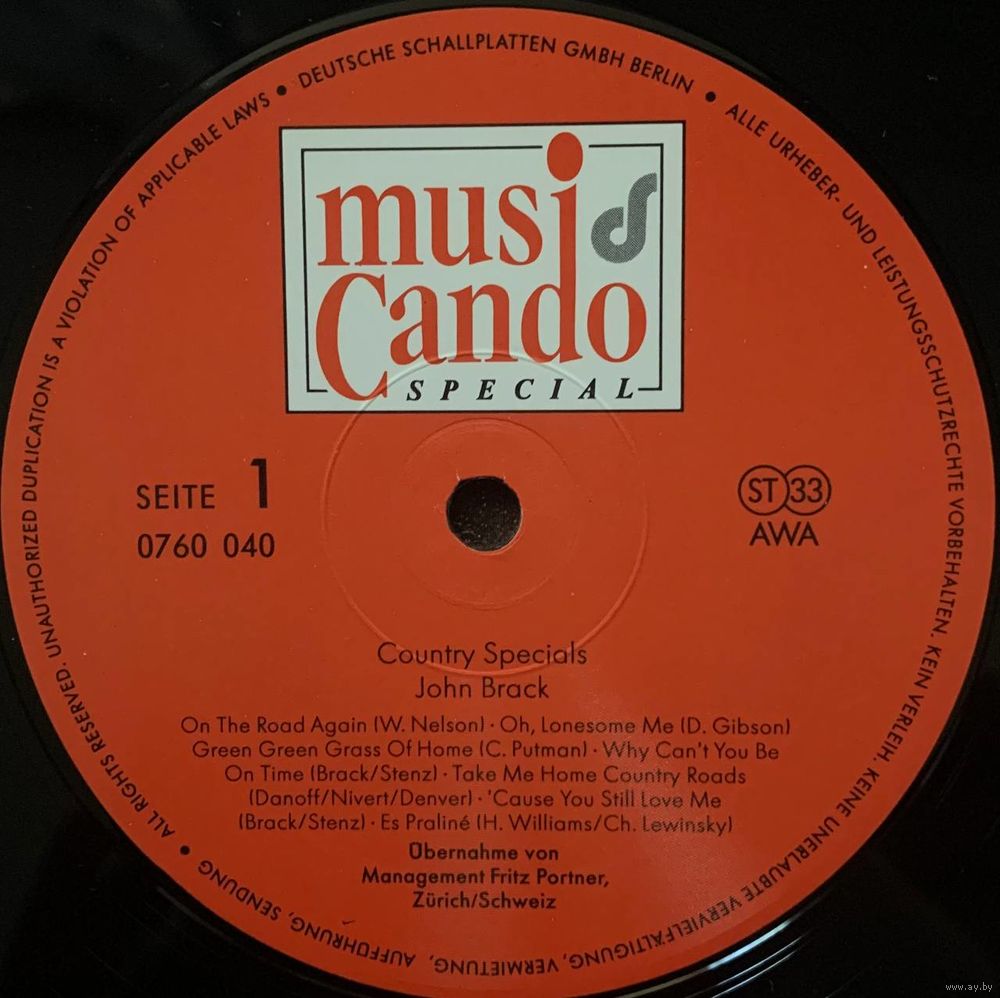 DEUTSCHE SCHALLPLATTEN GMBH BERLIN • ALLE URHEBER- UND LEISTUNGSSCHUTZRECHTE VORBEHALTEN. KEIN VERLEIH. KEINE UNERLAUBTE VERVIELFÄLTIGUNG, VERMIETUNG, AUFFÜHRUNG, SENDUNG • ALL RIGHTS RESERVED. UNAUTHORIZED DUPLICATION IS A VIOLATION OF APPLICABLE LAWS •
musi
Cando
SPECIAL
SEITE 1
0760 040
ST 33
AWA
Country Specials
John Brack
On The Road Again (W. Nelson) · Oh, Lonesome Me (D. Gibson)
Green Green Grass Of Home (C. Putman) · Why Can't You Be
On Time (Brack/Stenz) · Take Me Home Country Roads
(Danoff/Nivert/Denver) · 'Cause You Still Love Me
(Brack/Stenz) · Es Praliné (H. Williams/Ch. Lewinsky)
Übernahme von
Management Fritz Portner,
Zürich/Schweiz
www.ay.by